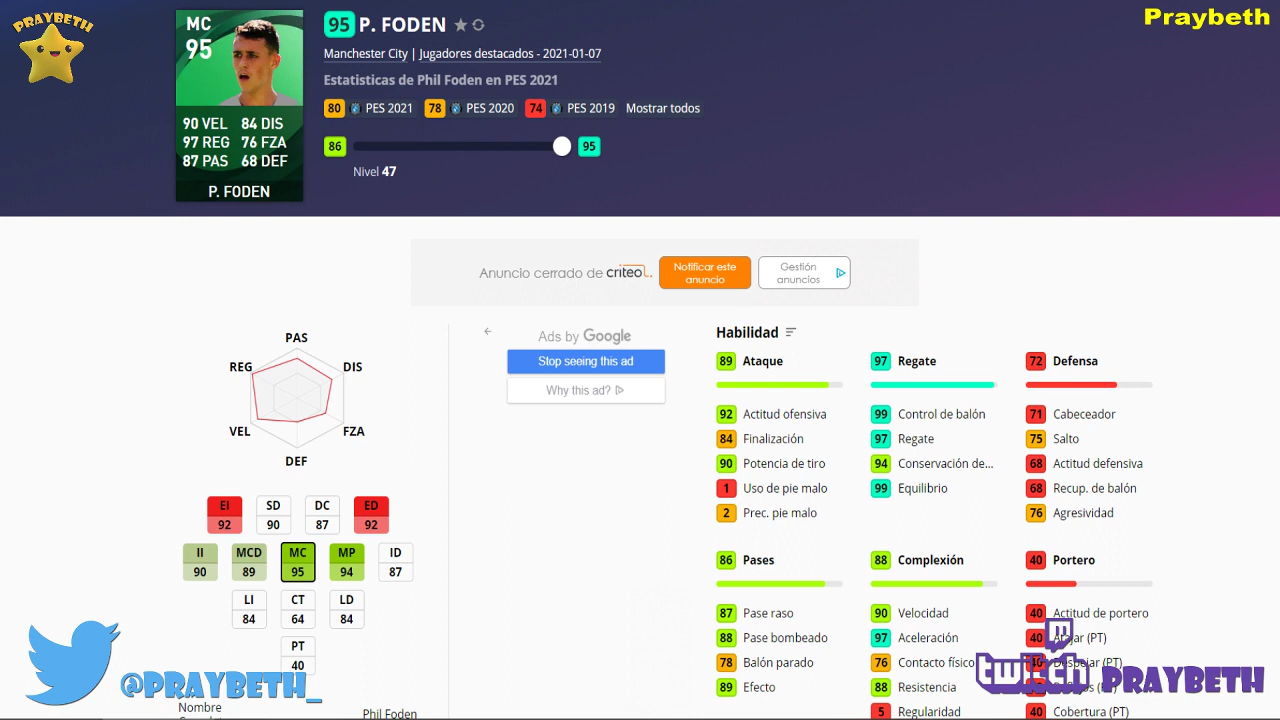 PRAYBETH
Praybeth
MC
95
90 VEL 84 DIS
97 REG 76 FZA
87 PAS 68 DEF
P. FODEN
95 P. FODEN
Manchester City | Jugadores destacados - 2021-01-07
Estatisticas de Phil Foden en PES 2021
80 PES 2021 78 PES 2020 74 PES 2019 Mostrar todos
86 95
Nivel 47
Anuncio cerrado de criteo.
Notificar este
anuncio
Gestión
anuncios
PAS
REG DIS
VEL FZA
DEF
EI SD DC ED
92 90 87 92
II MCD MC MP ID
90 89 95 94 87
LI CT LD
84 64 84
PT
40
@PRAYBETH_
Nombre
Phil Foden
Ads by Google
Stop seeing this ad
Why this ad?
Habilidad
89 Ataque
92 Actitud ofensiva
84 Finalización
90 Potencia de tiro
1 Uso de pie malo
2 Prec. pie malo
97 Regate
99 Control de balón
97 Regate
94 Conservación de...
99 Equilibrio
72 Defensa
71 Cabeceador
75 Salto
68 Actitud defensiva
68 Recup. de balón
76 Agresividad
86 Pases
87 Pase raso
88 Pase bombeado
78 Balón parado
89 Efecto
88 Complexión
90 Velocidad
97 Aceleración
76 Contacto físico
88 Resistencia
5 Regularidad
40 Portero
40 Actitud de portero
40 (PT)
Despejar (PT)
(PT)
40 Cobertura (PT)
twitch PRAYBETH